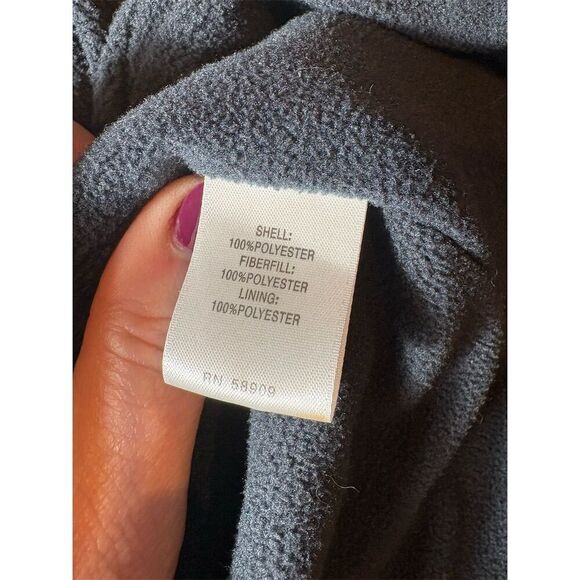 SHELL:
100%POLYESTER
FIBERFILL:
100%POLYESTER
LINING:
100%POLYESTER
RN 58909